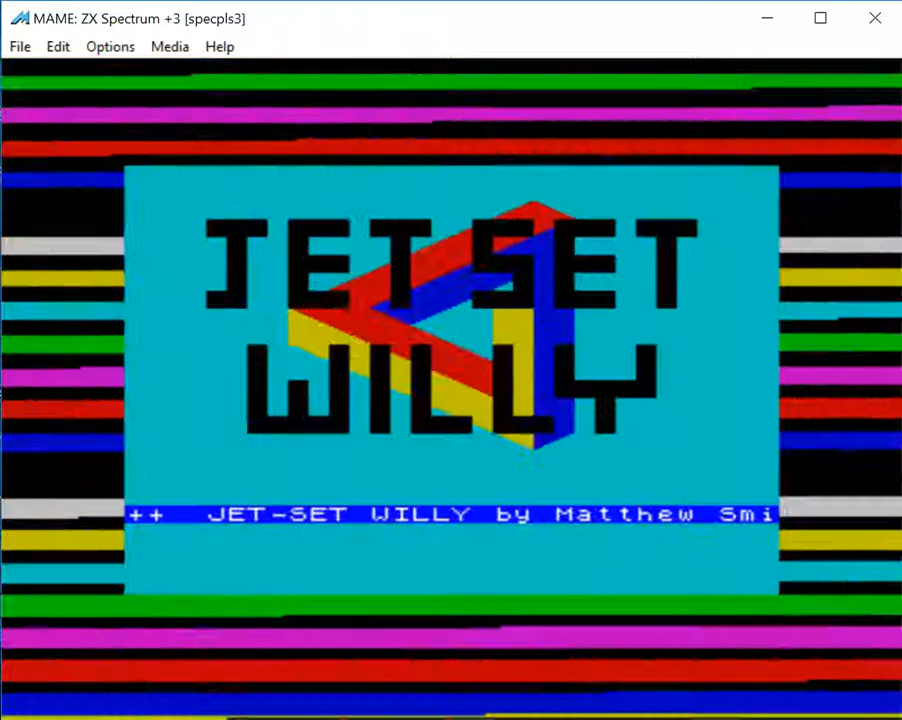 MAME: ZX Spectrum +3 [specpls3]
File Edit Options Media Help
JET SET
WILLY
++ JET-SET WILLY by Matthew Smi